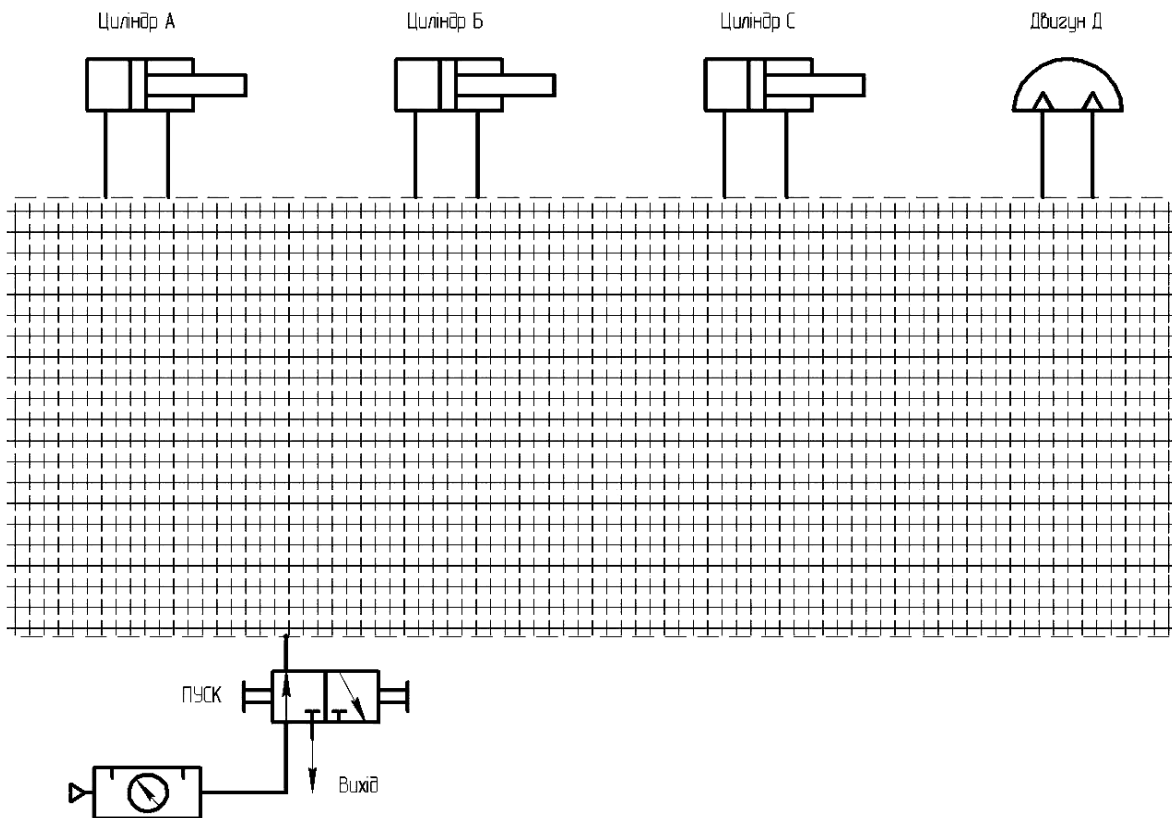 Циліндр А
Циліндр Б
Циліндр С
Двигун Д
ПУСК
Вихід